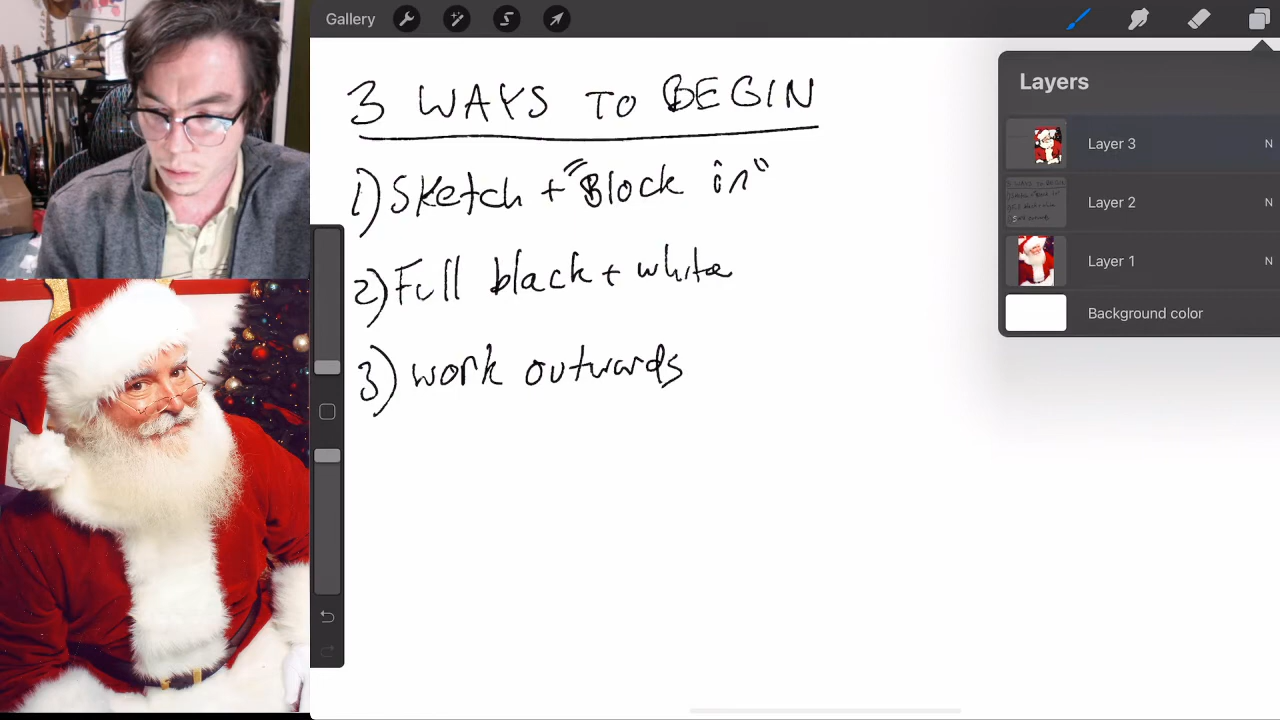 Gallery
3 WAYS TO BEGIN
1) Sketch + "Block in"
2) Full black + white
3) work outwards
Layers
Layer 3 N
Layer 2 N
Layer 1 N
Background color